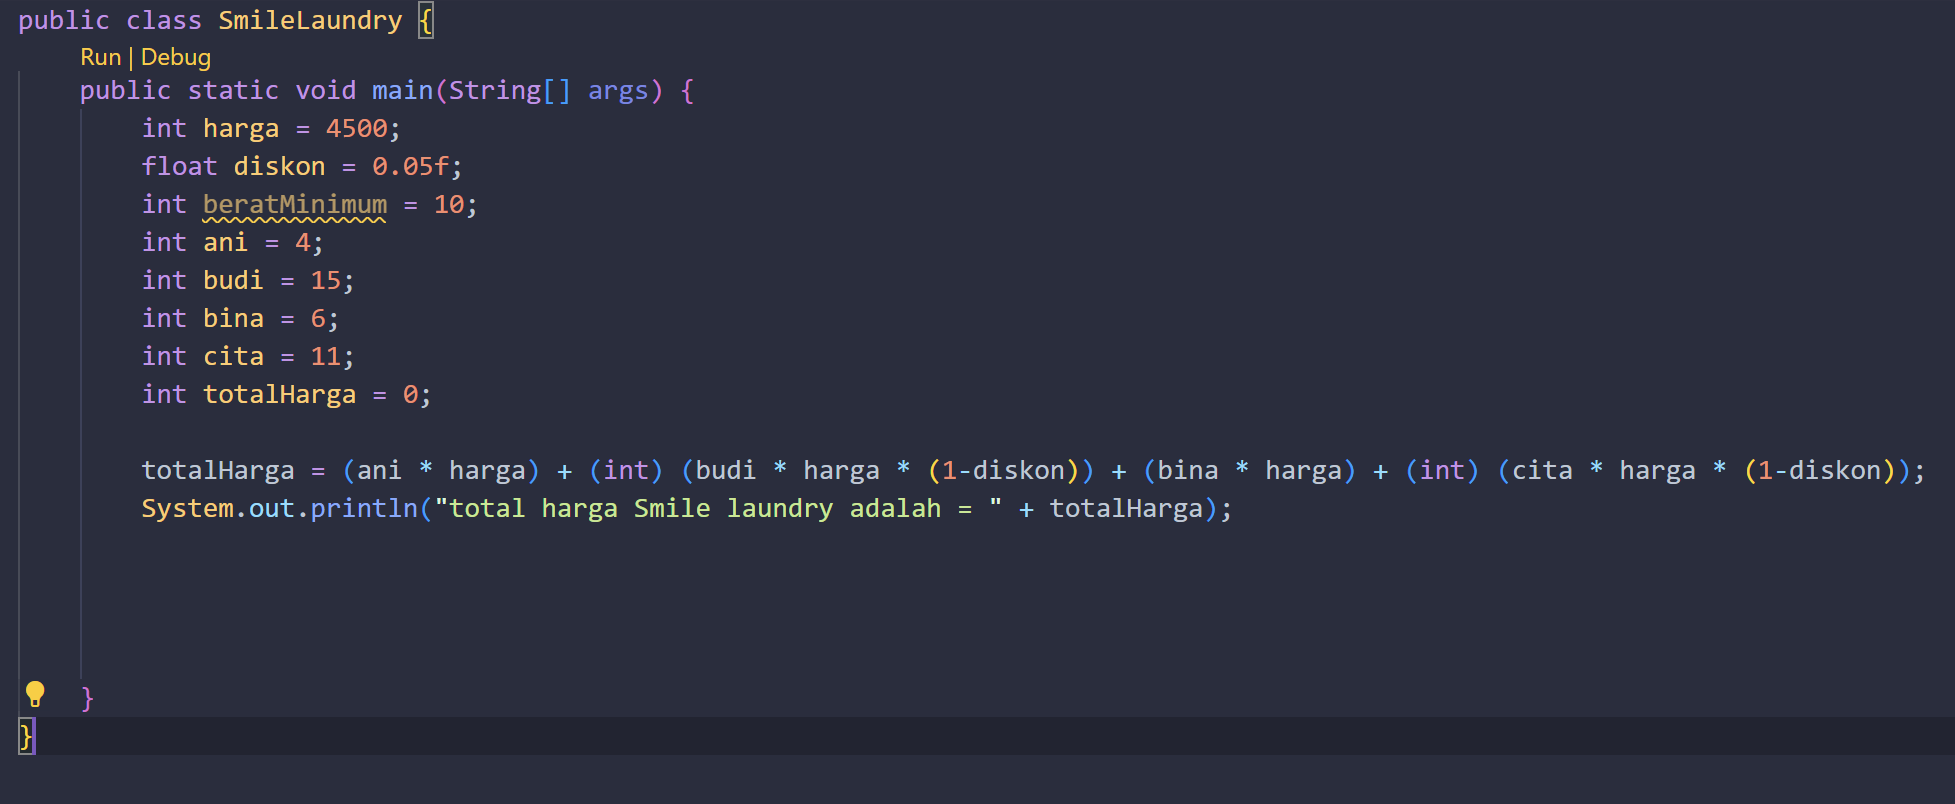 public class SmileLaundry {
Run | Debug
public static void main(String[] args) {
int harga = 4500;
float diskon = 0.05f;
int beratMinimum = 10;
int ani = 4;
int budi = 15;
int bina = 6;
int cita = 11;
int totalHarga = 0;
totalHarga = (ani * harga) + (int) (budi * harga * (1-diskon)) + (bina * harga) + (int) (cita * harga * (1-diskon));
System.out.println("total harga Smile laundry adalah = " + totalHarga);
}
}